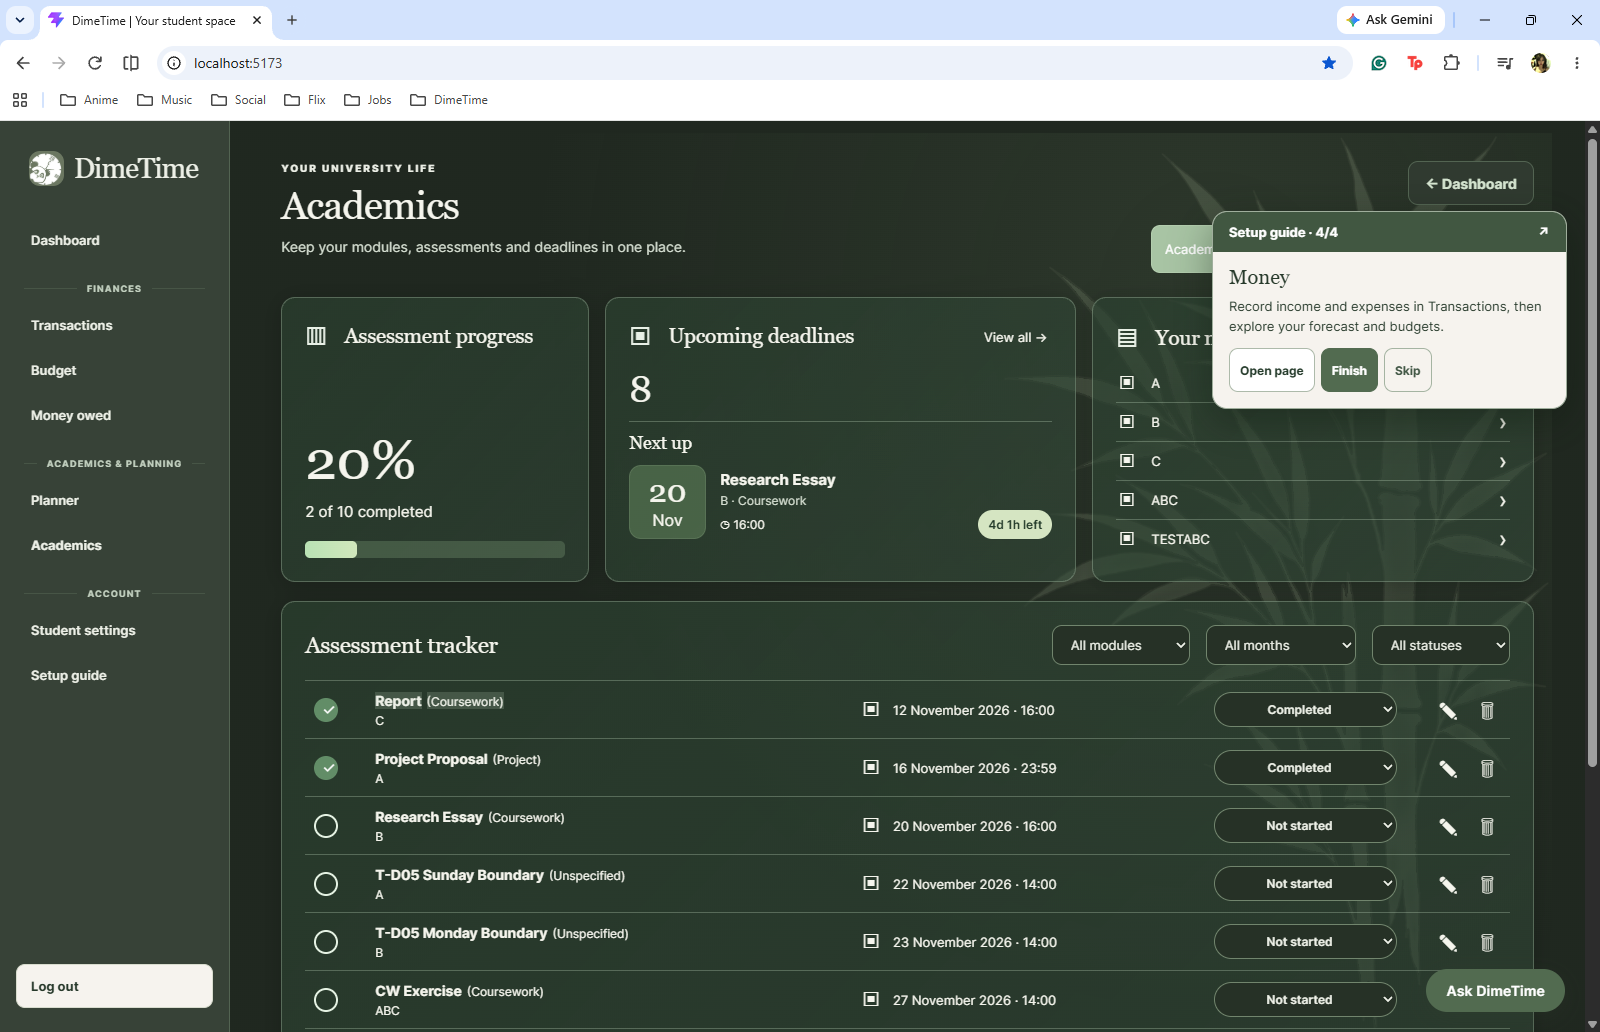 DimeTime | Your student space
Ask Gemini
localhost:5173
Anime
Music
Social
Flix
Jobs
DimeTime
DimeTime
Dashboard
FINANCES
Transactions
Budget
Money owed
ACADEMICS & PLANNING
Planner
Academics
ACCOUNT
Student settings
Setup guide
Log out
YOUR UNIVERSITY LIFE
Academics
Keep your modules, assessments and deadlines in one place.
← Dashboard
Setup guide · 4/4
Money
Record income and expenses in Transactions, then
explore your forecast and budgets.
Open page
Finish
Skip
Assessment progress
20%
2 of 10 completed
Upcoming deadlines
View all →
8
Next up
20
Nov
Research Essay
B · Coursework
16:00
4d 1h left
Your
A
B
C
ABC
TESTABC
Assessment tracker
All modules
All months
All statuses
Report (Coursework)
C
12 November 2026 · 16:00
Completed
Project Proposal (Project)
A
16 November 2026 · 23:59
Completed
Research Essay (Coursework)
B
20 November 2026 · 16:00
Not started
T-D05 Sunday Boundary (Unspecified)
A
22 November 2026 · 14:00
Not started
T-D05 Monday Boundary (Unspecified)
B
23 November 2026 · 14:00
Not started
CW Exercise (Coursework)
ABC
27 November 2026 · 14:00
Not started
Ask DimeTime